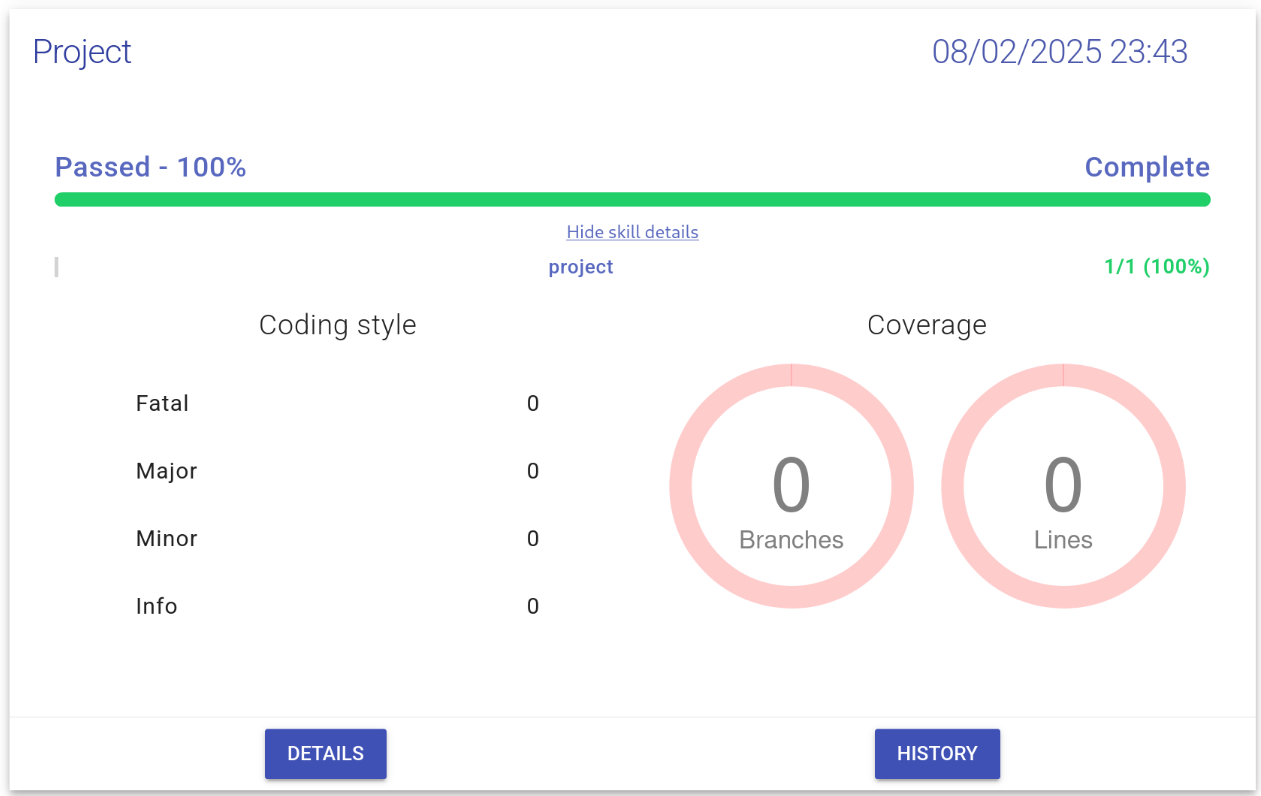 Project 08/02/2025 23:43
Passed - 100% Complete
Hide skill details
project 1/1 (100%)
Coding style Coverage
Fatal 0
Major 0
Minor 0
Info 0
0 Branches
0 Lines
DETAILS HISTORY